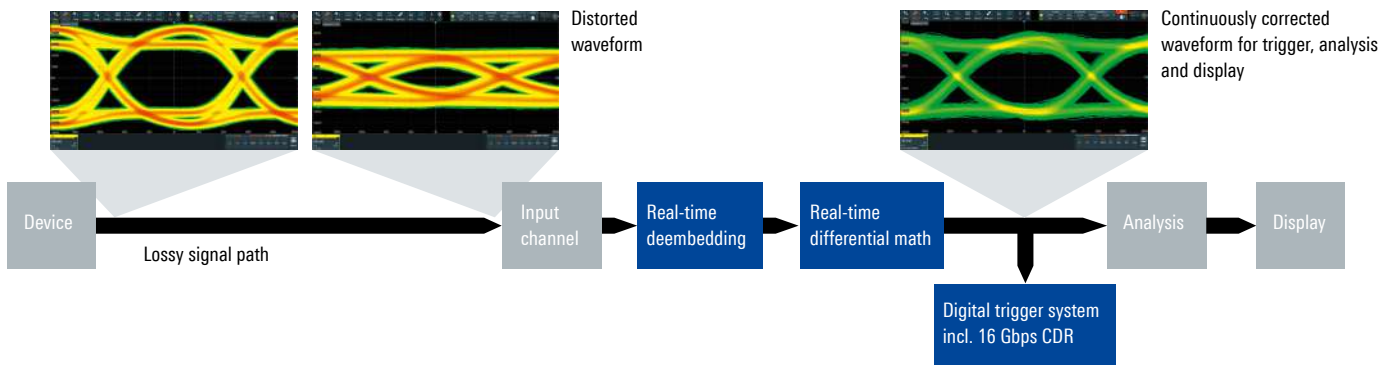 Distorted
waveform
Continuously corrected
waveform for trigger, analysis
and display
Device
Lossy signal path
Input
channel
Real-time
deembedding
Real-time
differential math
Analysis
Display
Digital trigger system
incl. 16 Gbps CDR